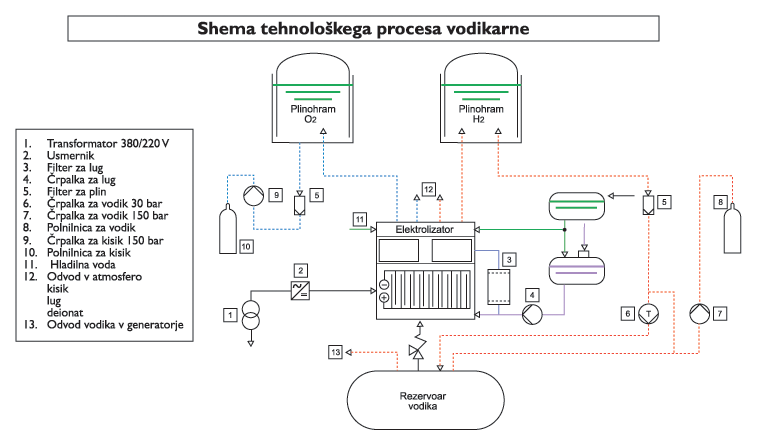 Shema tehnološkega procesa vodikarne
Plinohram
O2
Plinohram
H2
1. Transformator 380/220 V
2. Usmernik
3. Filter za lug
4. Črpalka za lug
5. Filter za plin
6. Črpalka za vodik 30 bar
7. Črpalka za vodik 150 bar
8. Polnilnica za vodik
9. Črpalka za kisik 150 bar
10. Polnilnica za kisik
11. Hladilna voda
12. Odvod v atmosfero
kisik
lug
deionat
13. Odvod vodika v generatorje
9
5
12
5
8
10
11
Elektrolizator
3
2
4
1
6
T
7
13
Rezervoar
vodika